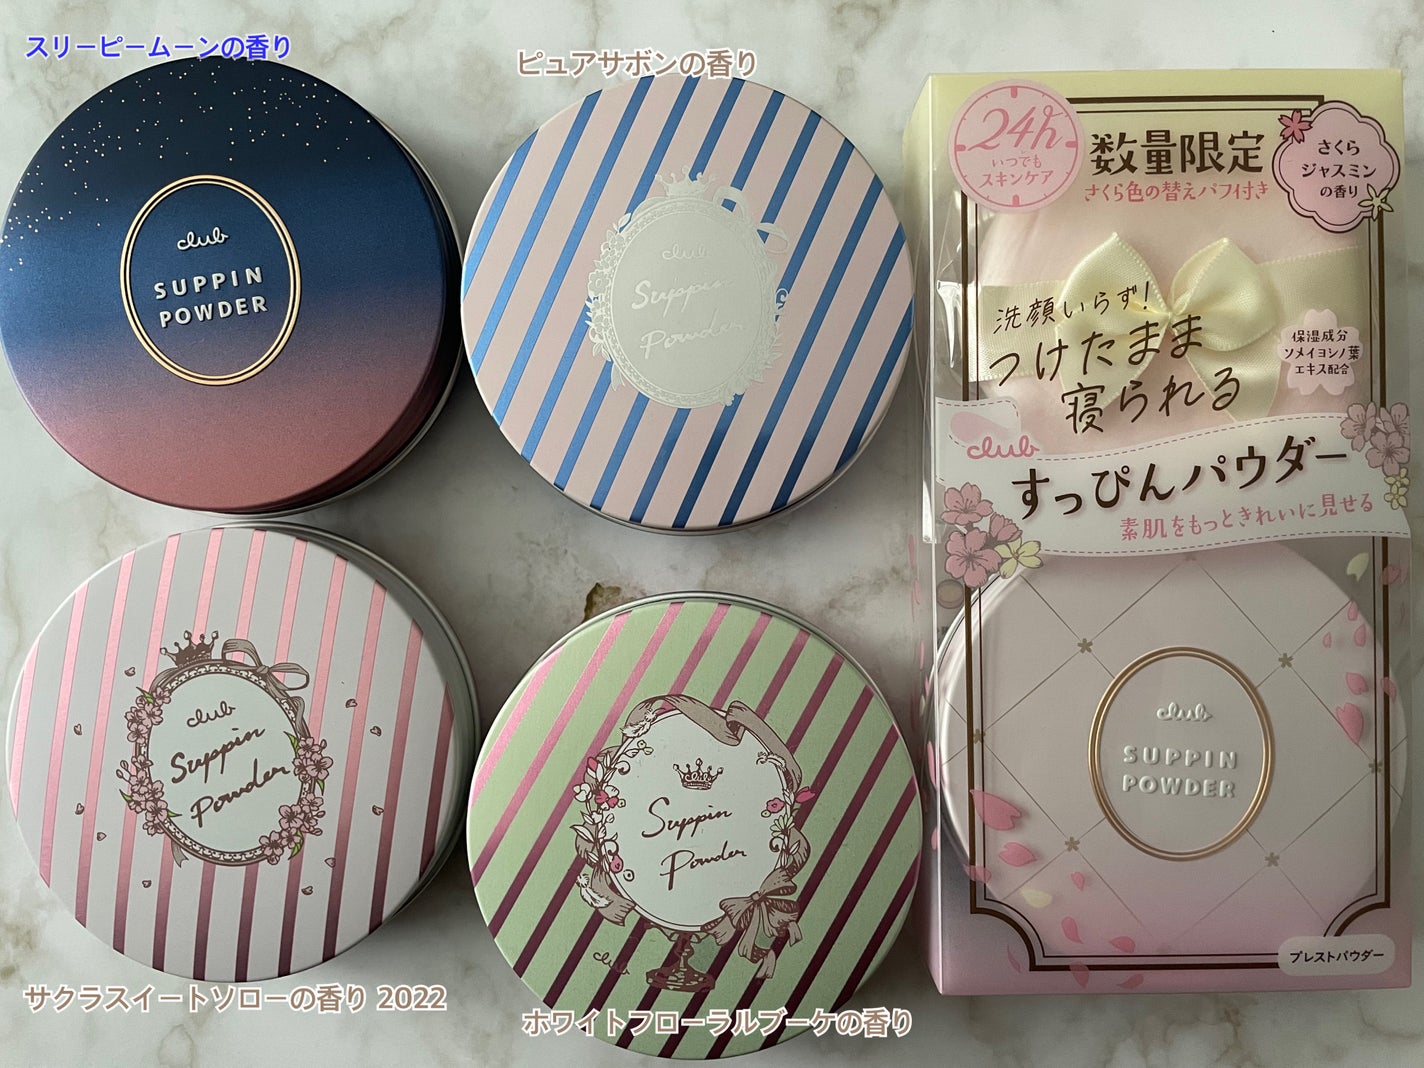 スリーピームーンの香り
club
SUPPIN
POWDER
ピュアサボンの香り
club
Suppin
Powder
サクラスイートソローの香り 2022
club
Suppin
Powder
ホワイトフローラルブーケの香り
club
Suppin
Powder
club
24h
いつでも
スキンケア
数量限定
さくら色の替えパフ付き
さくら
ジャスミン
の香り
洗顔いらず!
つけたまま
寝られる
保湿成分
ソメイヨシノ葉
エキス配合
club
すっぴんパウダー
素肌をもっときれいに見せる
club
SUPPIN
POWDER
プレストパウダー